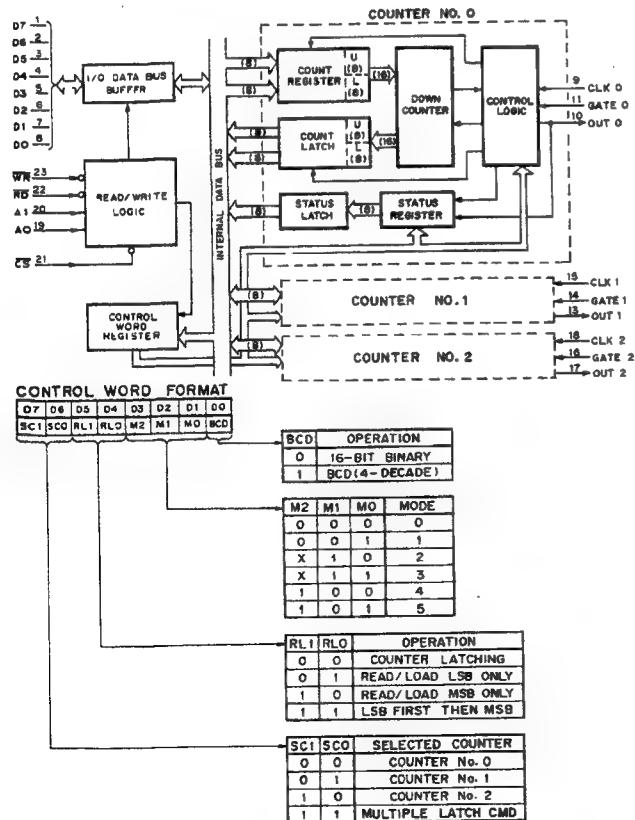 COUNTER NO. 0
D7 1
D6 2
D5 3
D4 4
D3 5
D2 6
D1 7
D0 8
I/O DATA BUS
BUFFFR
INTERNAL DATA BUS
(8)
(8)
COUNT
REGISTER
U
(8)
L
(8)
(16)
DOWN
COUNTER
CONTROL
LOGIC
9 CLK 0
11 GATE 0
10 OUT 0
(8)
(8)
COUNT
LATCH
U
(8)
L
(8)
(16)
WR 23
RD 22
A1 20
A0 19
CS 21
READ/WRITE
LOGIC
(8)
STATUS
LATCH
(8)
STATUS
REGISTER
CONTROL
WORD
REGISTER
(8)
COUNTER NO.1
15 CLK 1
14 GATE 1
13 OUT 1
(8)
COUNTER NO. 2
18 CLK 2
16 GATE 2
17 OUT 2
CONTROL WORD FORMAT
D7 D6 D5 D4 D3 D2 D1 D0
SC1 SC0 RL1 RL0 M2 M1 M0 BCD
BCD OPERATION
0 16-BIT BINARY
1 BCD(4-DECADE)
M2 M1 M0 MODE
0 0 0 0
0 0 1 1
X 1 0 2
X 1 1 3
1 0 0 4
1 0 1 5
RL1 RL0 OPERATION
0 0 COUNTER LATCHING
0 1 READ/LOAD LSB ONLY
1 0 READ/LOAD MSB ONLY
1 1 LSB FIRST THEN MSB
SC1 SC0 SELECTED COUNTER
0 0 COUNTER No. 0
0 1 COUNTER No. 1
1 0 COUNTER No. 2
1 1 MULTIPLE LATCH CMD